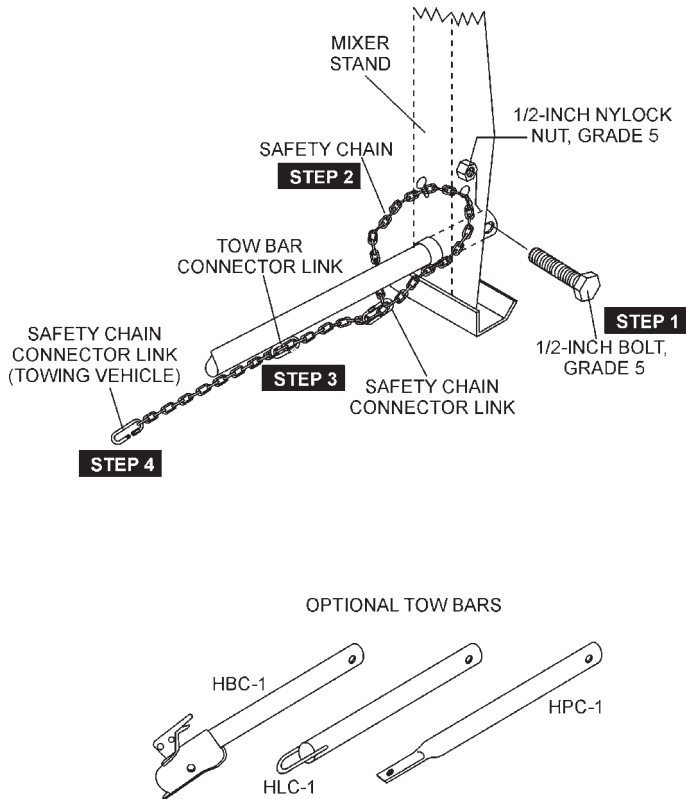 MIXER
STAND
1/2-INCH NYLOCK
NUT, GRADE 5
SAFETY CHAIN
STEP 2
TOW BAR
CONNECTOR LINK
STEP 1
1/2-INCH BOLT,
GRADE 5
SAFETY CHAIN
CONNECTOR LINK
(TOWING VEHICLE)
STEP 3
SAFETY CHAIN
CONNECTOR LINK
STEP 4
OPTIONAL TOW BARS
HBC-1
HLC-1
HPC-1